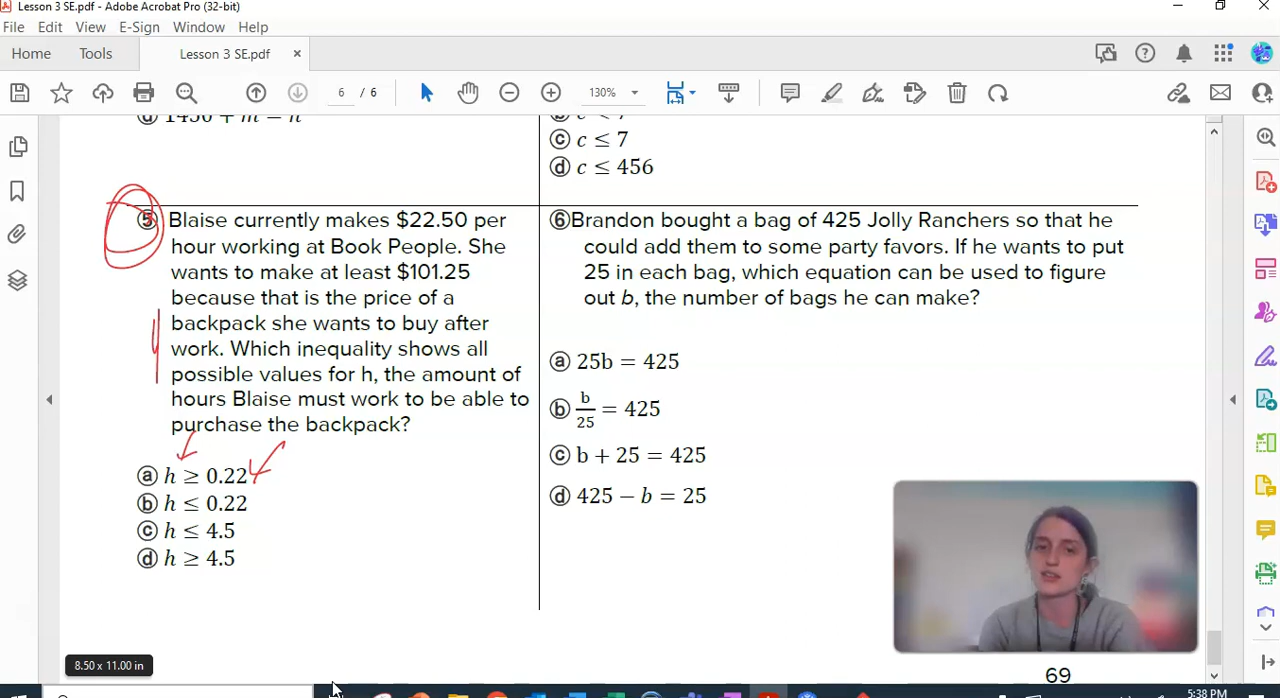 Lesson 3 SE.pdf - Adobe Acrobat Pro (32-bit)
File Edit View E-Sign Window Help
Home Tools Lesson 3 SE.pdf ×
6 / 6 130%
ⓓ 1450 + m = n
ⓑ c < 7
ⓒ c ≤ 7
ⓓ c ≤ 456
⑤ Blaise currently makes $22.50 per
hour working at Book People. She
wants to make at least $101.25
because that is the price of a
backpack she wants to buy after
work. Which inequality shows all
possible values for h, the amount of
hours Blaise must work to be able to
purchase the backpack?
ⓐ h ≥ 0.22
ⓑ h ≤ 0.22
ⓒ h ≤ 4.5
ⓓ h ≥ 4.5
⑥Brandon bought a bag of 425 Jolly Ranchers so that he
could add them to some party favors. If he wants to put
25 in each bag, which equation can be used to figure
out b, the number of bags he can make?
ⓐ 25b = 425
ⓑ b/25 = 425
ⓒ b + 25 = 425
ⓓ 425 − b = 25
69
8.50 x 11.00 in
5:38 PM